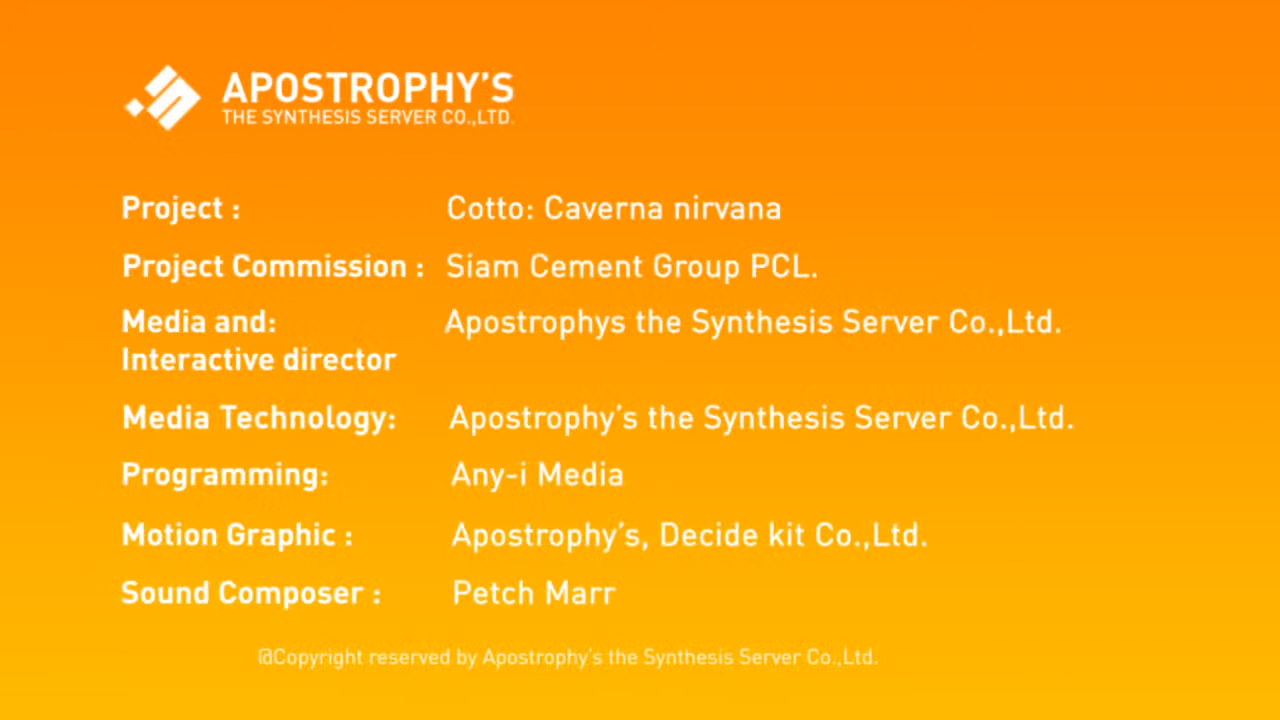 APOSTROPHY'S
THE SYNTHESIS SERVER CO.,LTD.
Project : Cotto: Caverna nirvana
Project Commission : Siam Cement Group PCL.
Media and: Apostrophys the Synthesis Server Co.,Ltd.
Interactive director
Media Technology: Apostrophy's the Synthesis Server Co.,Ltd.
Programming: Any-i Media
Motion Graphic : Apostrophy's, Decide kit Co.,Ltd.
Sound Composer : Petch Marr
@Copyright reserved by Apostrophy's the Synthesis Server Co.,Ltd.